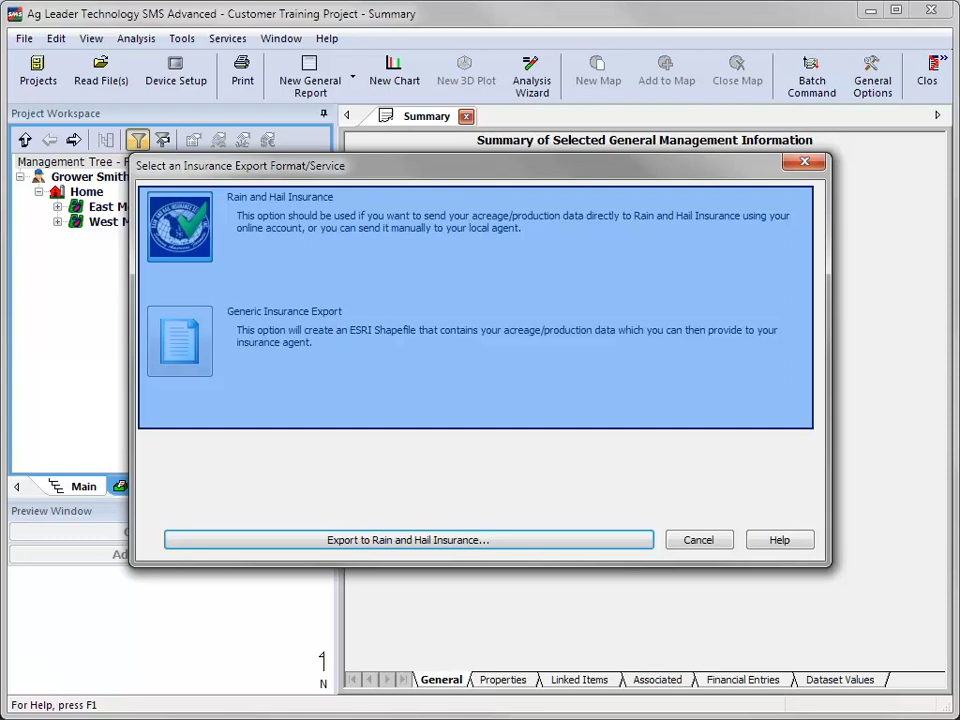 Ag Leader Technology SMS Advanced - Customer Training Project - Summary
File Edit View Analysis Tools Services Window Help
Projects Read File(s) Device Setup Print New General Report New Chart New 3D Plot Analysis Wizard New Map Add to Map Close Map Batch Command General Options Clos
Project Workspace
Summary
Summary of Selected General Management Information
Management Tree -
Grower Smith
Home
East M
West M
Select an Insurance Export Format/Service
Rain and Hail Insurance
This option should be used if you want to send your acreage/production data directly to Rain and Hail Insurance using your
online account, or you can send it manually to your local agent.
Generic Insurance Export
This option will create an ESRI Shapefile that contains your acreage/production data which you can then provide to your
insurance agent.
Export to Rain and Hail Insurance... Cancel Help
Main
Preview Window
Ad
N
General Properties Linked Items Associated Financial Entries Dataset Values
For Help, press F1